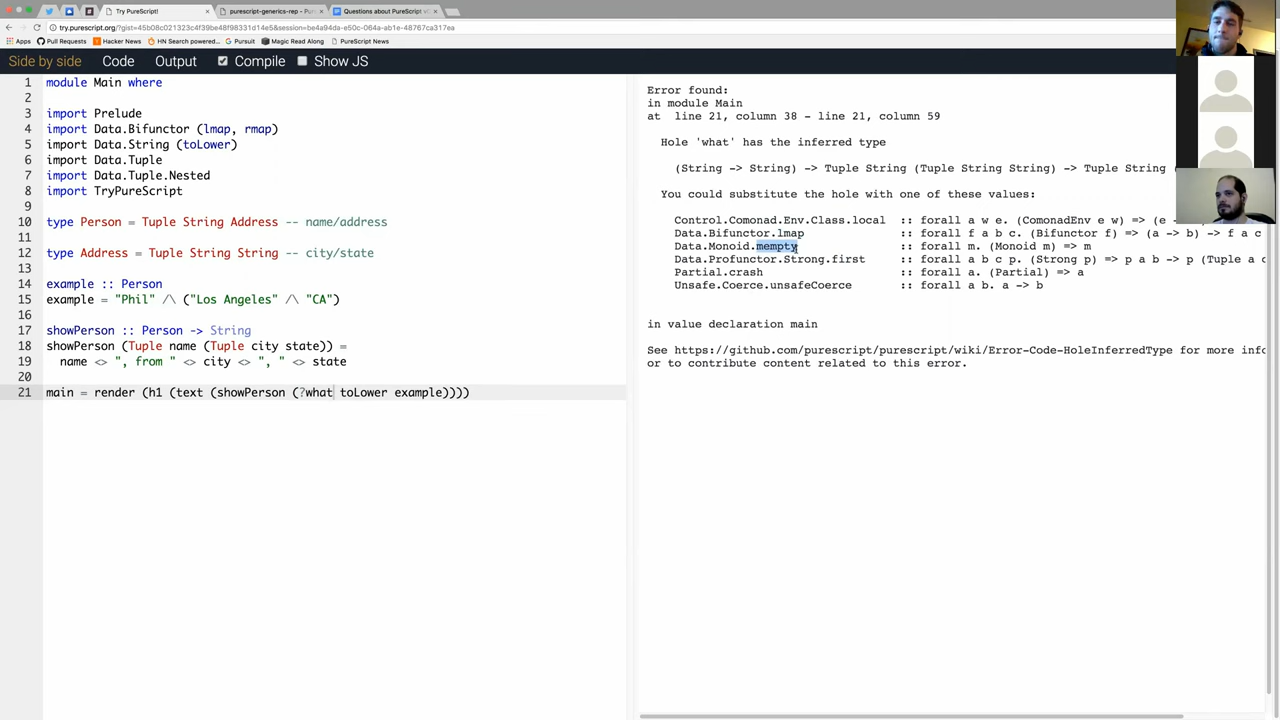 Try PureScript!
purescript-generics-rep - Pur
Questions about PureScript v
try.purescript.org/?gist=45b08c021323c4f39be48f98331d14e5&session=be4a94da-e50c-064a-ab1e-48767ca317ea
Apps Pull Requests Hacker News HN Search powered... Pursuit Magic Read Along PureScript News
Side by side Code Output Compile Show JS
1 module Main where
2
3 import Prelude
4 import Data.Bifunctor (lmap, rmap)
5 import Data.String (toLower)
6 import Data.Tuple
7 import Data.Tuple.Nested
8 import TryPureScript
9
10 type Person = Tuple String Address -- name/address
11
12 type Address = Tuple String String -- city/state
13
14 example :: Person
15 example = "Phil" /\ ("Los Angeles" /\ "CA")
16
17 showPerson :: Person -> String
18 showPerson (Tuple name (Tuple city state)) =
19 name <> ", from " <> city <> ", " <> state
20
21 main = render (h1 (text (showPerson (?what toLower example))))
Error found:
in module Main
at line 21, column 38 - line 21, column 59
Hole 'what' has the inferred type
(String -> String) -> Tuple String (Tuple String String) -> Tuple String (
You could substitute the hole with one of these values:
Control.Comonad.Env.Class.local :: forall a w e. (ComonadEnv e w) => (e -
Data.Bifunctor.lmap :: forall f a b c. (Bifunctor f) => (a -> b) -> f a c
Data.Monoid.mempty :: forall m. (Monoid m) => m
Data.Profunctor.Strong.first :: forall a b c p. (Strong p) => p a b -> p (Tuple a c
Partial.crash :: forall a. (Partial) => a
Unsafe.Coerce.unsafeCoerce :: forall a b. a -> b
in value declaration main
See https://github.com/purescript/purescript/wiki/Error-Code-HoleInferredType for more info
or to contribute content related to this error.